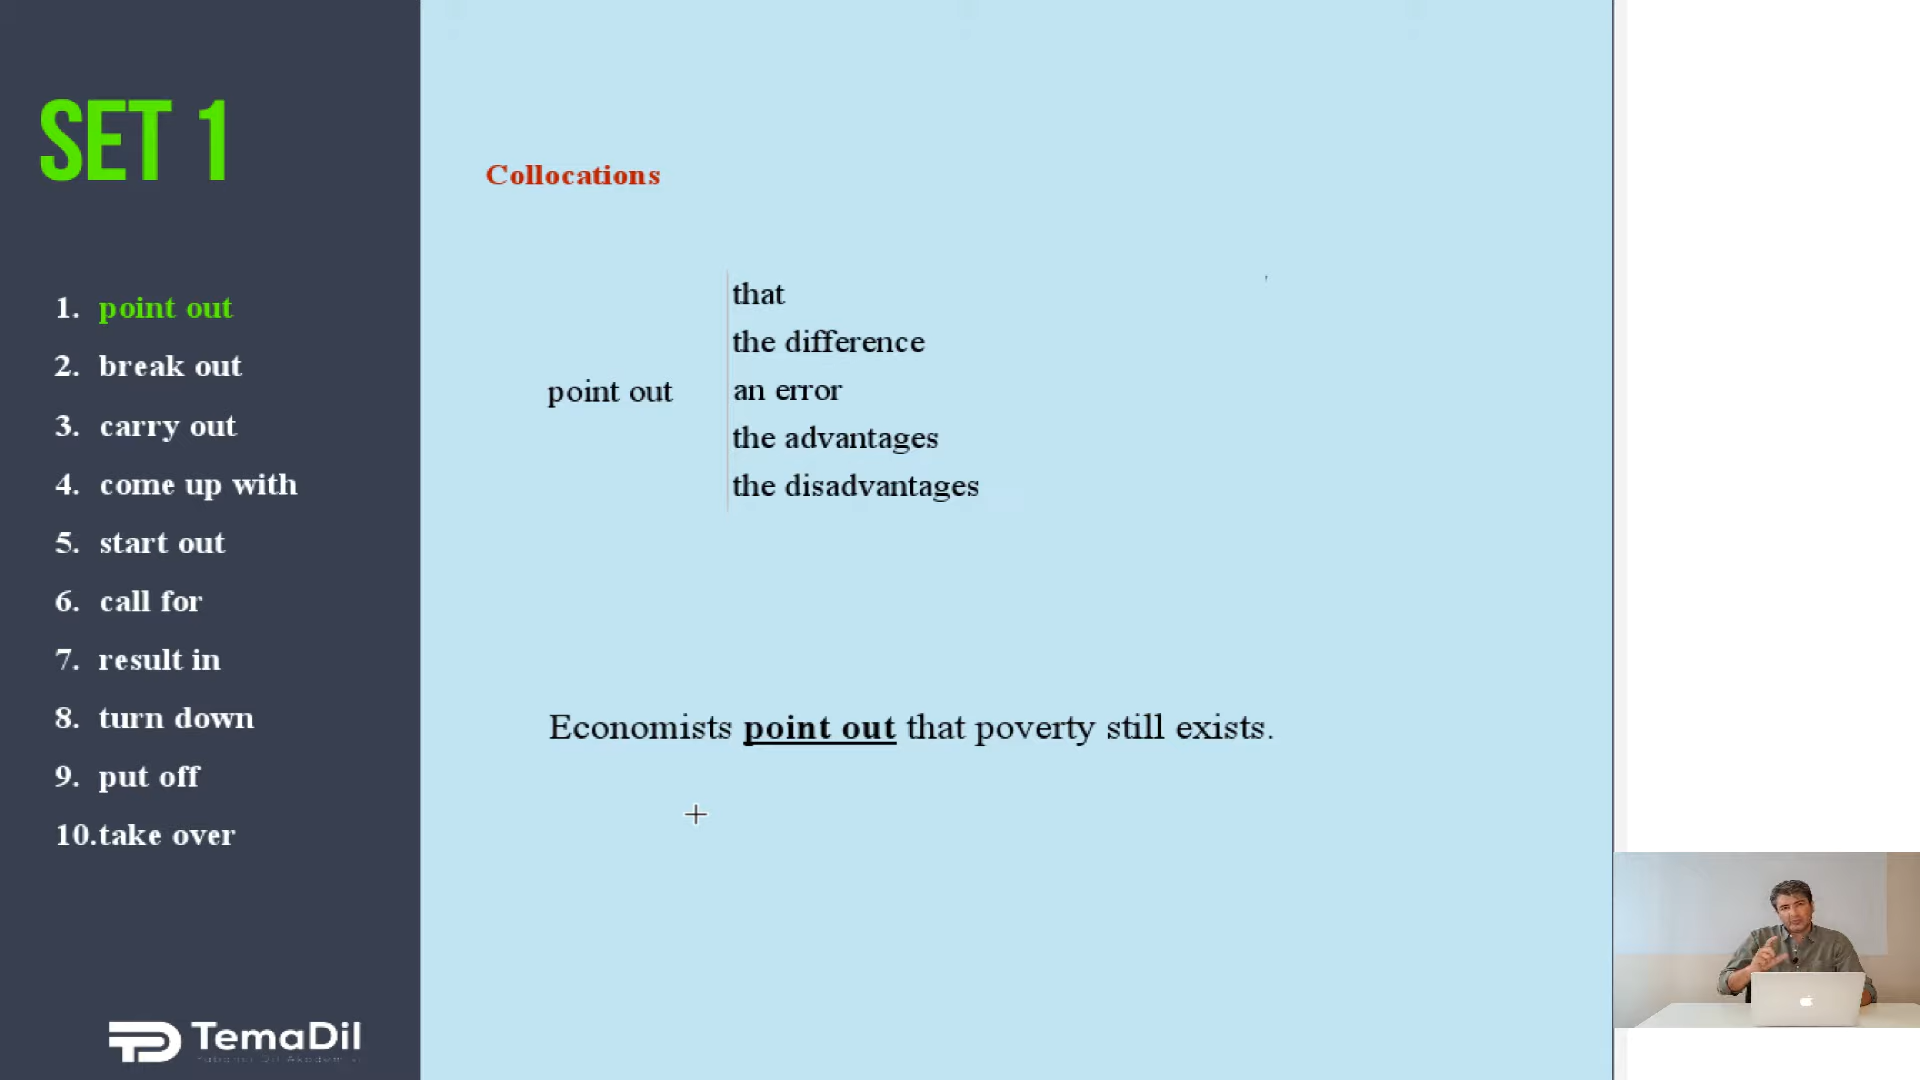 SET 1
1. point out
2. break out
3. carry out
4. come up with
5. start out
6. call for
7. result in
8. turn down
9. put off
10.take over
TemaDil
Collocations
that
the difference
point out
an error
the advantages
the disadvantages
Economists point out that poverty still exists.